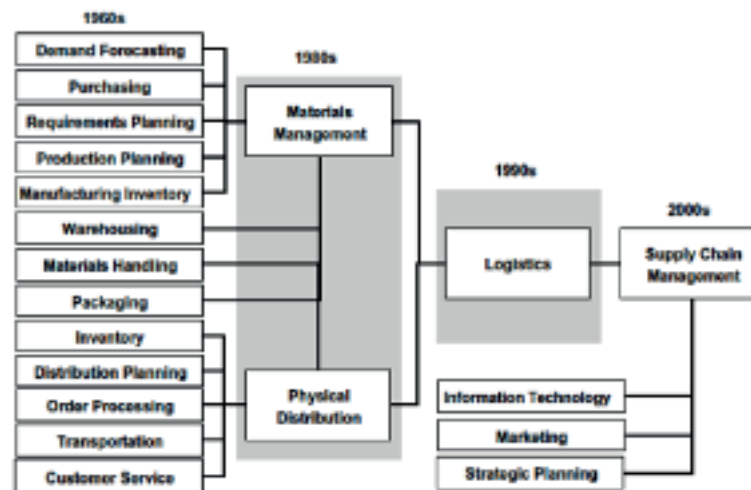 1960s
Demand Forecasting
Purchasing
Requirements Planning
Production Planning
Manufacturing Inventory
Warehousing
Materials Handling
Packaging
Inventory
Distribution Planning
Order Processing
Transportation
Customer Service
1980s
Materials
Management
Physical
Distribution
1990s
Logistics
2000s
Supply Chain
Management
Information Technology
Marketing
Strategic Planning